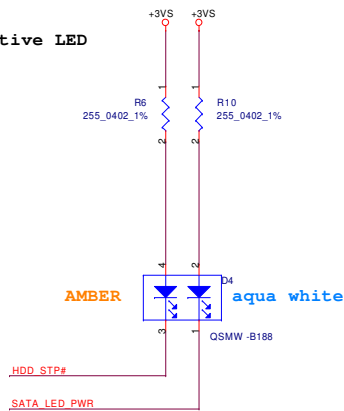 +3VS +3VS
tive LED
1 1
R6 R10
255_0402_1% 255_0402_1%
2 2
4 2
D4
AMBER aqua white
3 1
QSMW -B188
HDD_STP#
SATA_LED_PWR